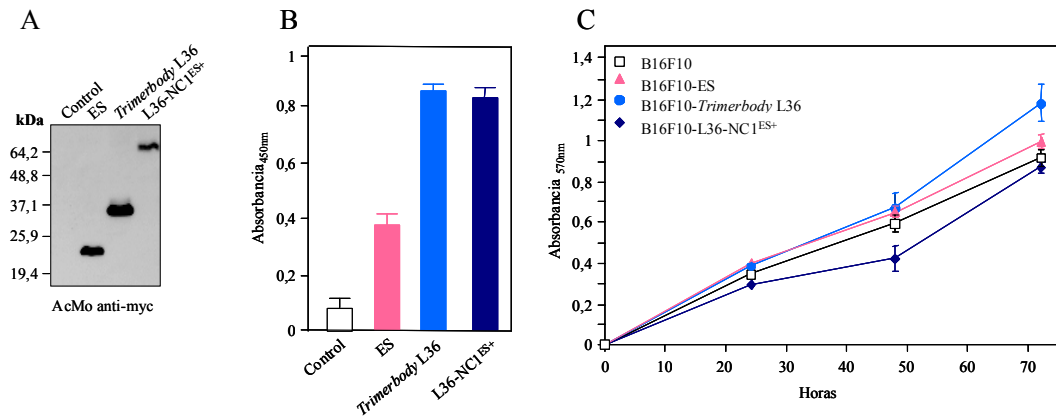 A
Control
ES
Trimerbody L36
L36-NC1ES+
kDa
64,2
48,8
37,1
25,9
19,4
AcMo anti-myc
B
Absorbancia450nm
1
0,8
0,6
0,4
0,2
0
Control
ES
Trimerbody L36
L36-NC1ES+
C
Absorbancia 570nm
1,4
1,2
1,0
0,8
0,6
0,4
0,2
0
B16F10
B16F10-ES
B16F10-Trimerbody L36
B16F10-L36-NC1ES+
0 10 20 30 40 50 60 70
Horas